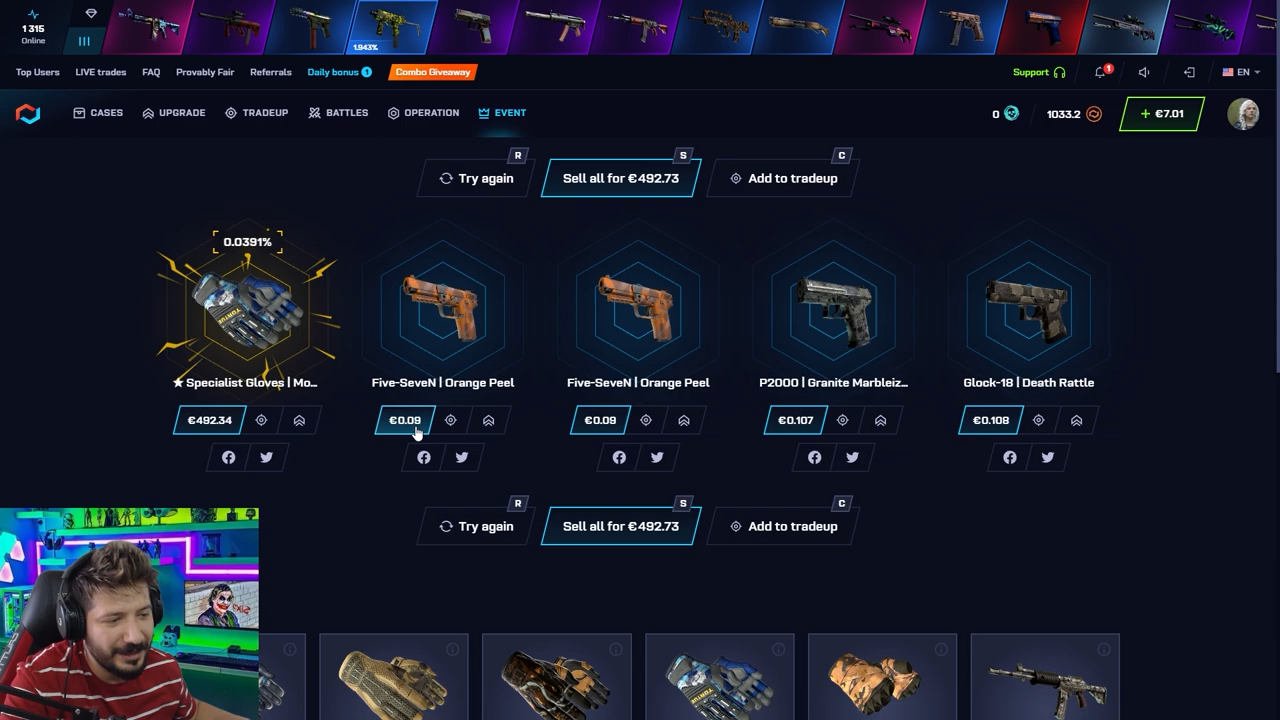 1 315
Online
1.943%
Top Users LIVE trades FAQ Provably Fair Referrals Daily bonus 1 Combo Giveaway Support 1 EN
CASES UPGRADE TRADEUP BATTLES OPERATION EVENT 0 1033.2 + €7.01
R S C
Try again Sell all for €492.73 Add to tradeup
0.0391%
★ Specialist Gloves | Mo... Five-SeveN | Orange Peel Five-SeveN | Orange Peel P2000 | Granite Marbleiz... Glock-18 | Death Rattle
€492.34 €0.09 €0.09 €0.107 €0.108
R S C
Try again Sell all for €492.73 Add to tradeup